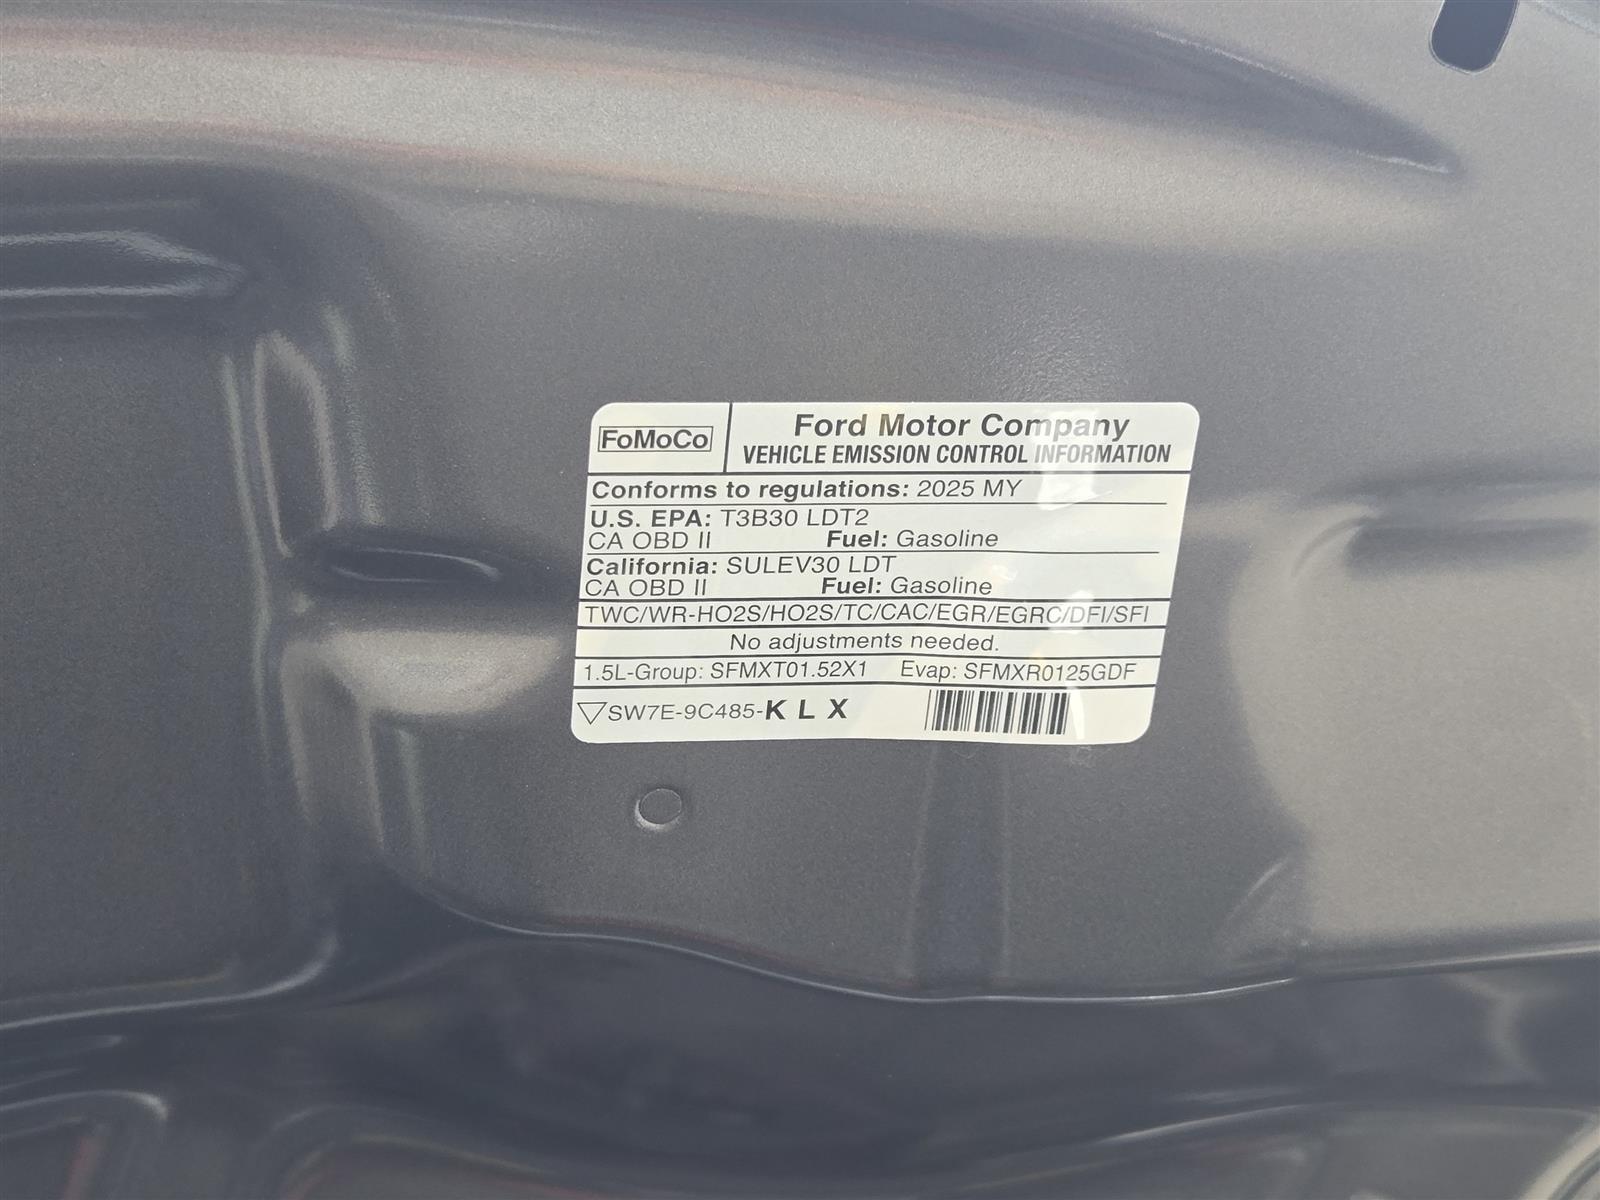 FoMoCo
Ford Motor Company
VEHICLE EMISSION CONTROL INFORMATION
Conforms to regulations: 2025 MY
U.S. EPA: T3B30 LDT2
CA OBD II Fuel: Gasoline
California: SULEV30 LDT
CA OBD II Fuel: Gasoline
TWC/WR-HO2S/HO2S/TC/CAC/EGR/EGRC/DFI/SFI
No adjustments needed.
1.5L-Group: SFMXT01.52X1 Evap: SFMXR0125GDF
SW7E-9C485-K L X